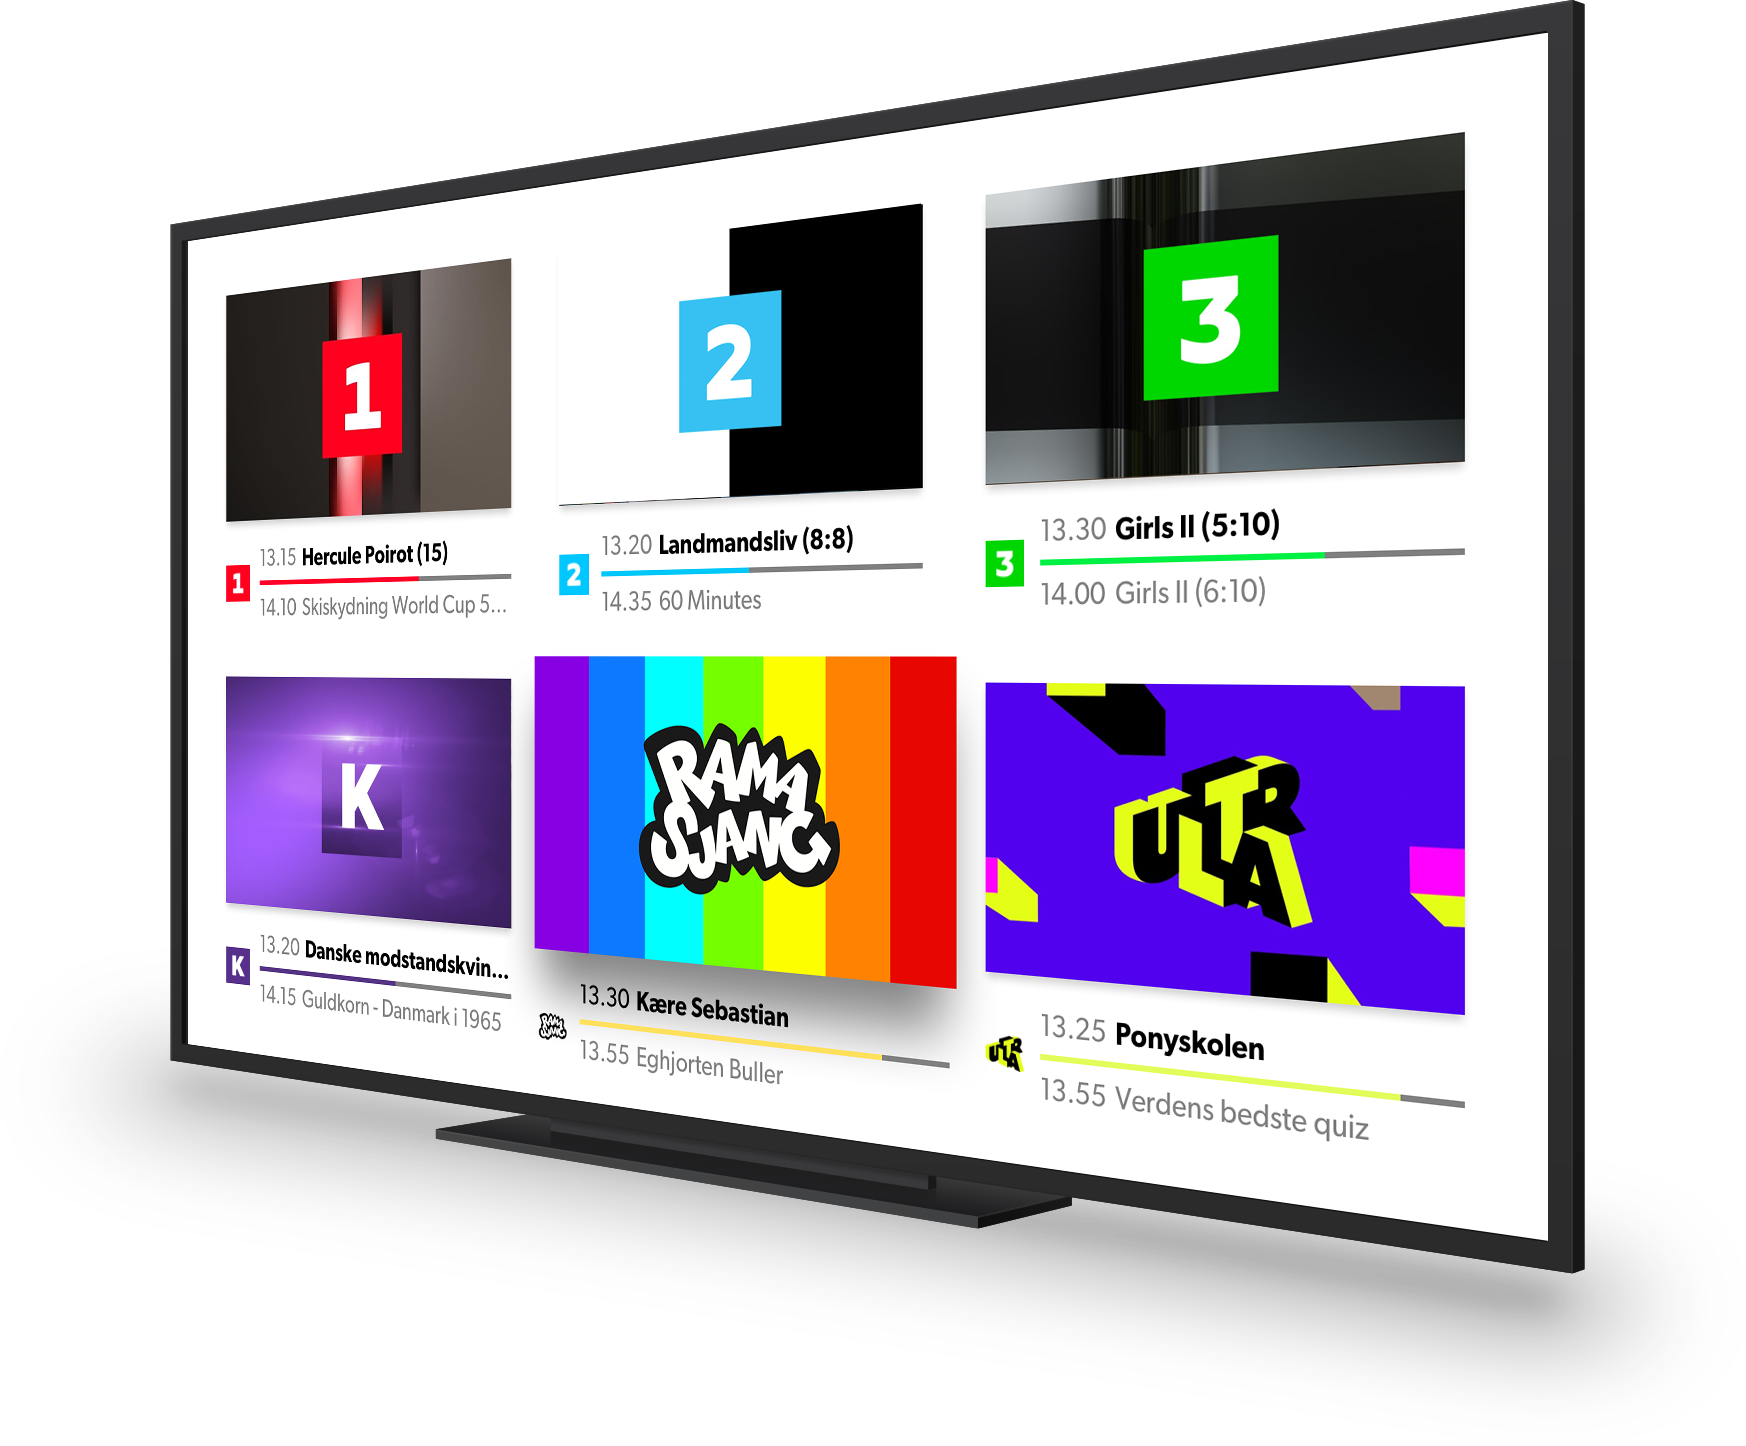 1
2
3
1
13.15 Hercule Poirot (15)
14.10 Skiskydning World Cup 5...
2
13.20 Landmandsliv (8:8)
14.35 60 Minutes
3
13.30 Girls II (5:10)
14.00 Girls II (6:10)
K
RAMA
SJANG
ULTRA
K
13.20 Danske modstandskvin...
14.15 Guldkorn - Danmark i 1965
RAMA
SJANG
13.30 Kære Sebastian
13.55 Eghjorten Buller
ULTRA
13.25 Ponyskolen
13.55 Verdens bedste quiz